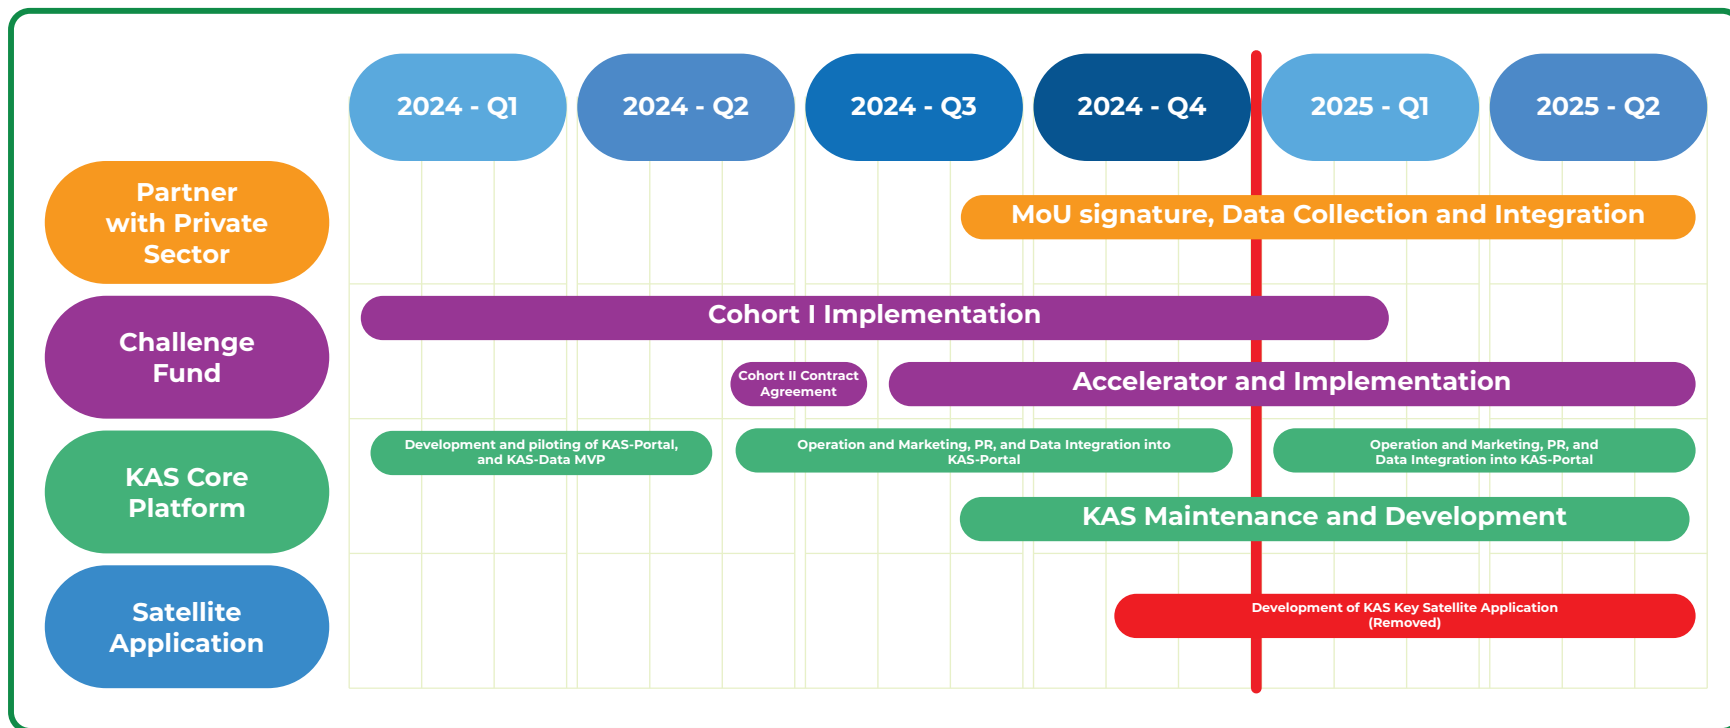 2024 - Q1
2024 - Q2
2024 - Q3
2024 - Q4
2025 - Q1
2025 - Q2
Partner
with Private
Sector
MoU signature, Data Collection and Integration
Challenge
Fund
Cohort I Implementation
Cohort II Contract
Agreement
Accelerator and Implementation
KAS Core
Platform
Development and piloting of KAS-Portal,
and KAS-Data MVP
Operation and Marketing, PR, and Data Integration into
KAS-Portal
Operation and Marketing, PR, and
Data Integration into KAS-Portal
KAS Maintenance and Development
Satellite
Application
Development of KAS Key Satellite Application
(Removed)